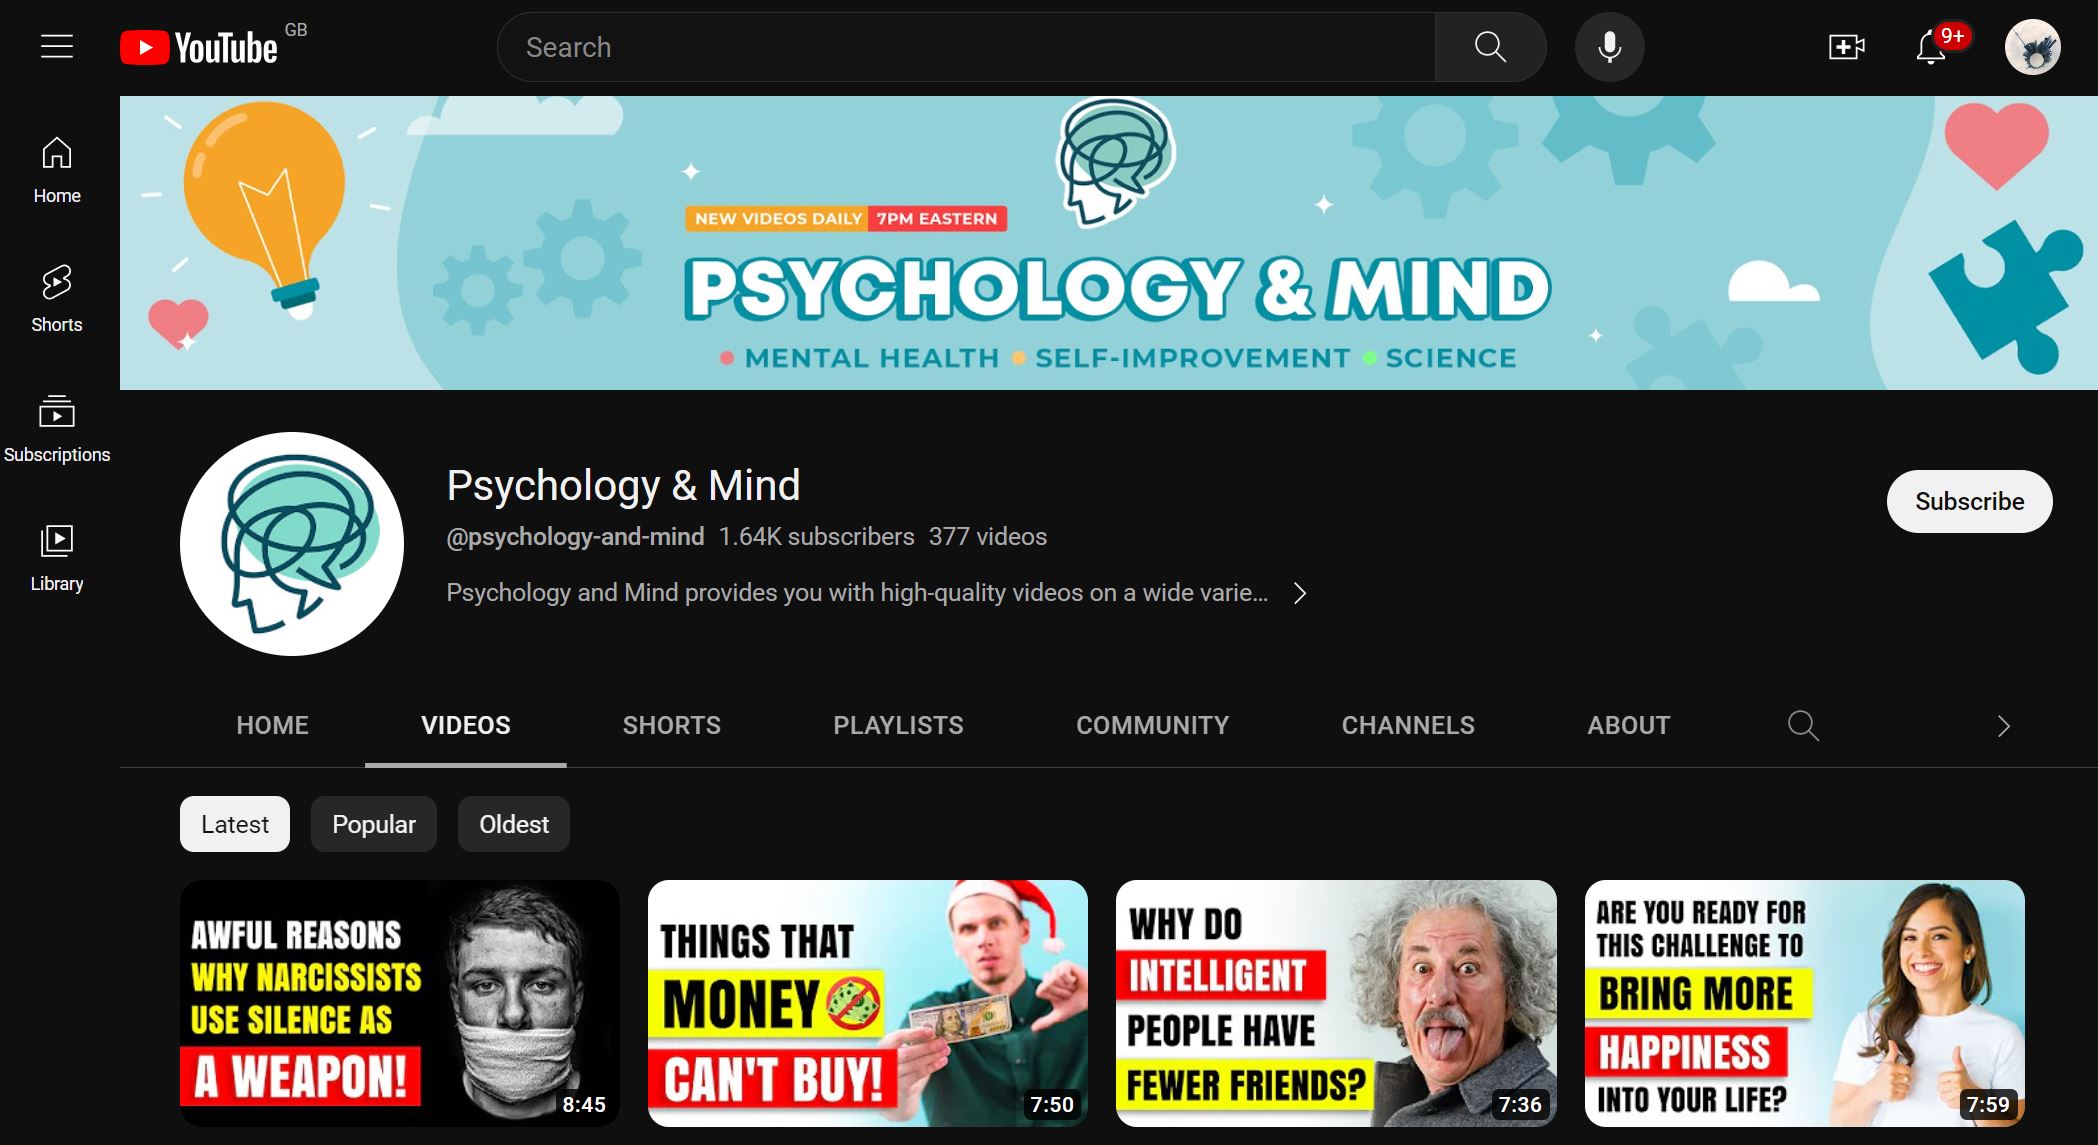 YouTube GB
Search
9+
Home
Shorts
Subscriptions
Library
NEW VIDEOS DAILY 7PM EASTERN
PSYCHOLOGY & MIND
MENTAL HEALTH SELF-IMPROVEMENT SCIENCE
Psychology & Mind
@psychology-and-mind 1.64K subscribers 377 videos
Psychology and Mind provides you with high-quality videos on a wide varie...
Subscribe
HOME VIDEOS SHORTS PLAYLISTS COMMUNITY CHANNELS ABOUT
Latest Popular Oldest
AWFUL REASONS
WHY NARCISSISTS
USE SILENCE AS
A WEAPON!
8:45
THINGS THAT
MONEY
CAN'T BUY!
7:50
WHY DO
INTELLIGENT
PEOPLE HAVE
FEWER FRIENDS?
7:36
ARE YOU READY FOR
THIS CHALLENGE TO
BRING MORE
HAPPINESS
INTO YOUR LIFE?
7:59